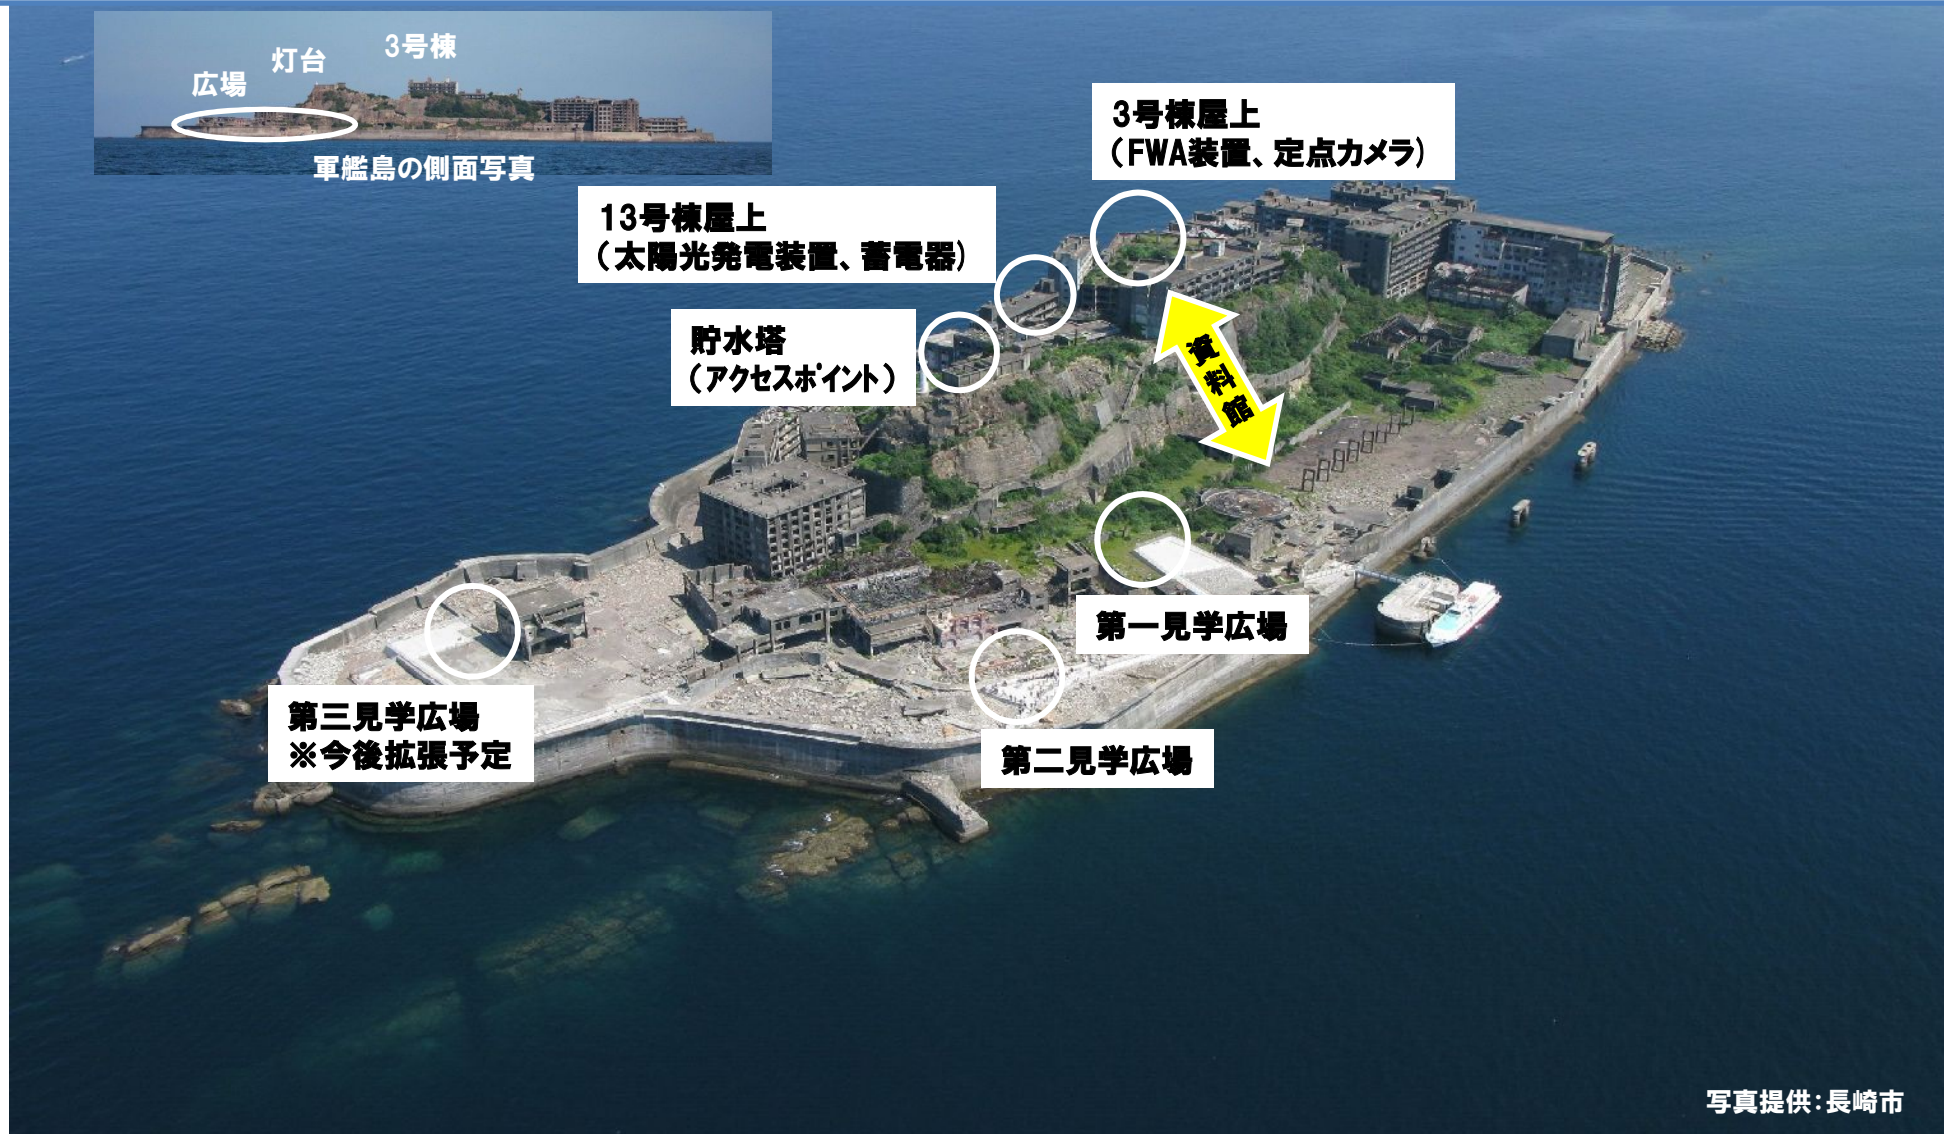 3号棟
灯台
広場
軍艦島の側面写真
3号棟屋上
（FWA装置、定点カメラ）
13号棟屋上
（太陽光発電装置、蓄電器）
貯水塔
（アクセスポイント）
資料館
第一見学広場
第三見学広場
※今後拡張予定
第二見学広場
写真提供：長崎市